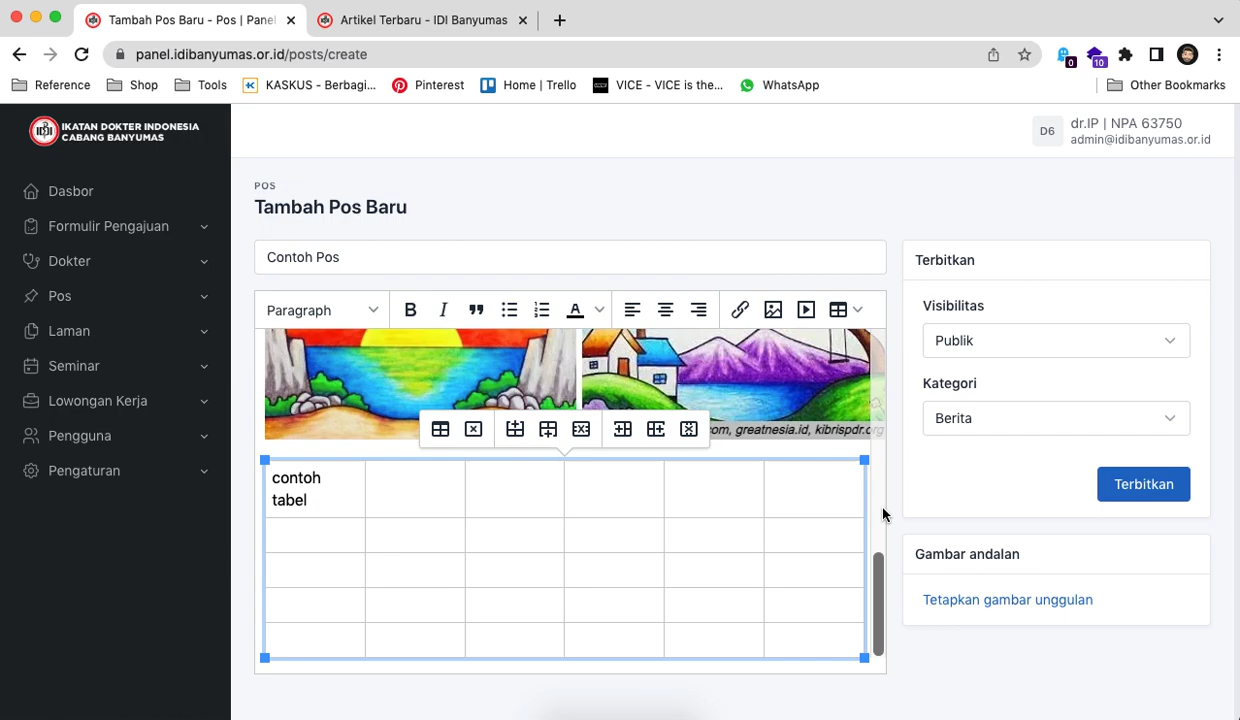 Tambah Pos Baru - Pos | Panel
Artikel Terbaru - IDI Banyumas
panel.idibanyumas.or.id/posts/create
0
10
Reference
Shop
Tools
KASKUS - Berbagi...
Pinterest
Home | Trello
VICE - VICE is the...
WhatsApp
Other Bookmarks
IKATAN DOKTER INDONESIA
CABANG BANYUMAS
D6
dr.IP | NPA 63750
admin@idibanyumas.or.id
Dasbor
Formulir Pengajuan
Dokter
Pos
Laman
Seminar
Lowongan Kerja
Pengguna
Pengaturan
POS
Tambah Pos Baru
Contoh Pos
Paragraph
B
I
A
com, greatnesia.id, kibrispdr.org
contoh
tabel
Terbitkan
Visibilitas
Publik
Kategori
Berita
Terbitkan
Gambar andalan
Tetapkan gambar unggulan